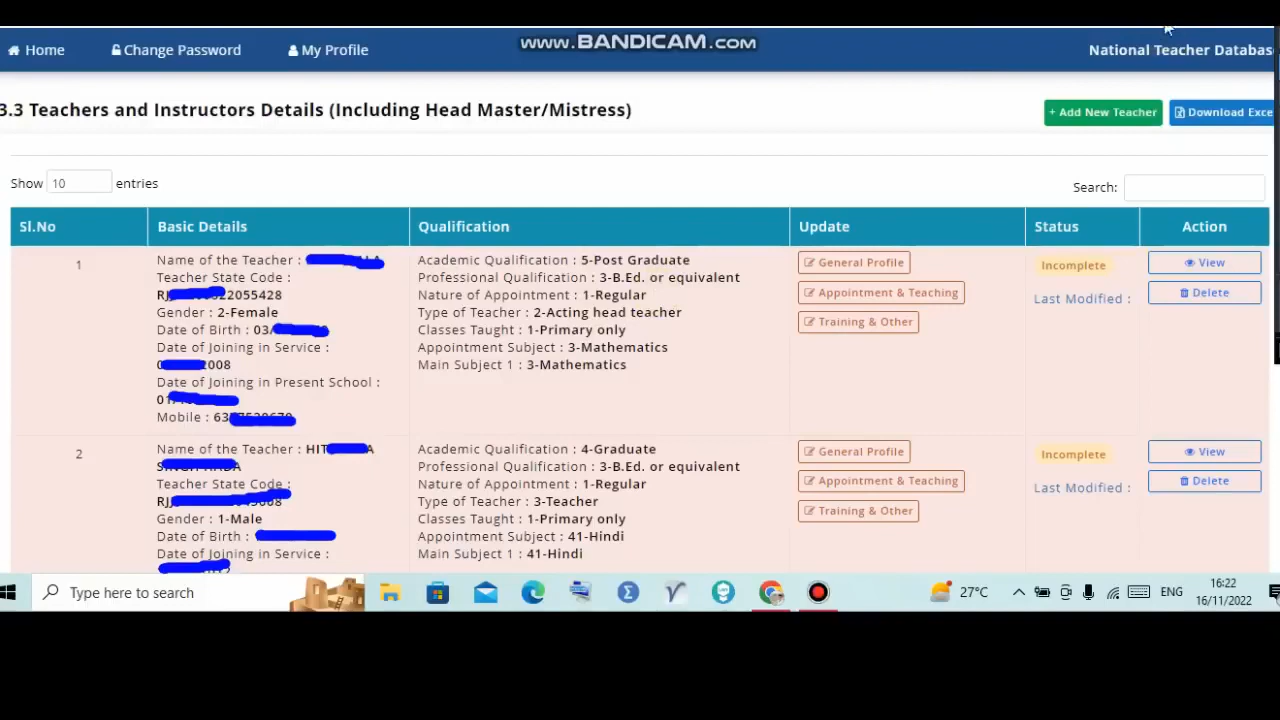 www.BANDICAM.com
Home Change Password My Profile National Teacher Databas
3.3 Teachers and Instructors Details (Including Head Master/Mistress)
+ Add New Teacher Download Exce
Show 10 entries Search:
Sl.No Basic Details Qualification Update Status Action
1
Name of the Teacher :
Teacher State Code :
2055428
Gender : 2-Female
Date of Birth : 03/
Date of Joining in Service :
2008
Date of Joining in Present School :
01/
Mobile : 63
Academic Qualification : 5-Post Graduate
Professional Qualification : 3-B.Ed. or equivalent
Nature of Appointment : 1-Regular
Type of Teacher : 2-Acting head teacher
Classes Taught : 1-Primary only
Appointment Subject : 3-Mathematics
Main Subject 1 : 3-Mathematics
General Profile
Appointment & Teaching
Training & Other
Incomplete
Last Modified :
View
Delete
2
Name of the Teacher : HIT
Teacher State Code :
Gender : 1-Male
Date of Birth :
Date of Joining in Service :
Academic Qualification : 4-Graduate
Professional Qualification : 3-B.Ed. or equivalent
Nature of Appointment : 1-Regular
Type of Teacher : 3-Teacher
Classes Taught : 1-Primary only
Appointment Subject : 41-Hindi
Main Subject 1 : 41-Hindi
General Profile
Appointment & Teaching
Training & Other
Incomplete
Last Modified :
View
Delete
Type here to search 27°C ENG 16:22
16/11/2022